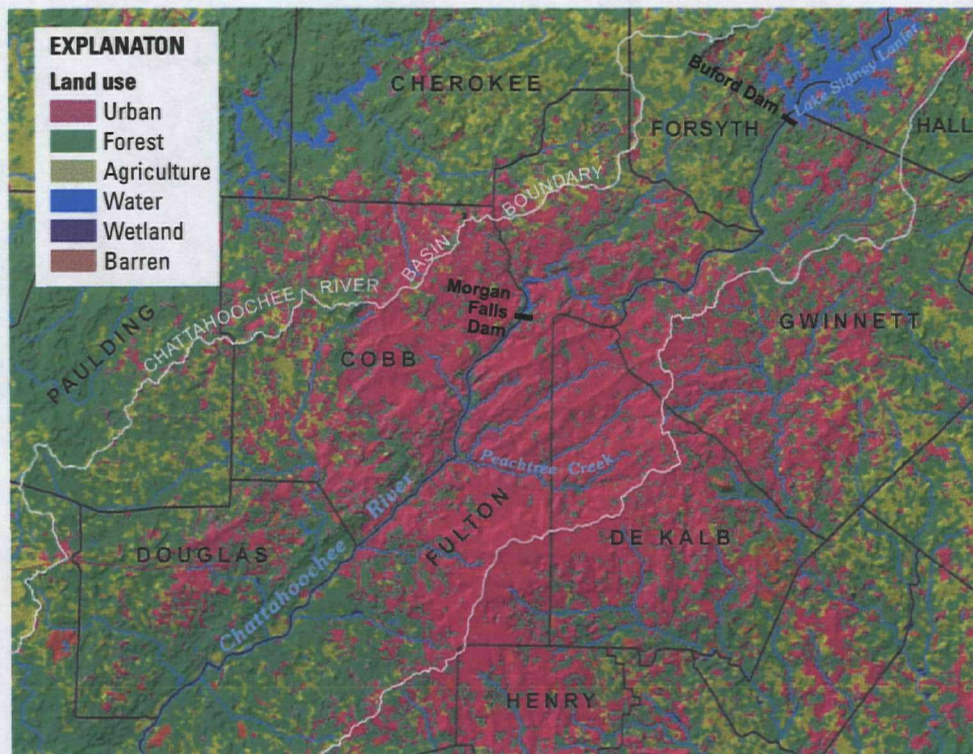 EXPLANATON
Land use
Urban
Forest
Agriculture
Water
Wetland
Barren
CHEROKEE
Buford Dam
Lake Sidney Lanier
FORSYTH
HALL
CHATTAHOOCHEE RIVER BASIN BOUNDARY
Morgan
Falls
Dam
GWINNETT
PAULDING
COBB
Peachtree Creek
Chattahoochee River
FULTON
DE KALB
DOUGLAS
HENRY